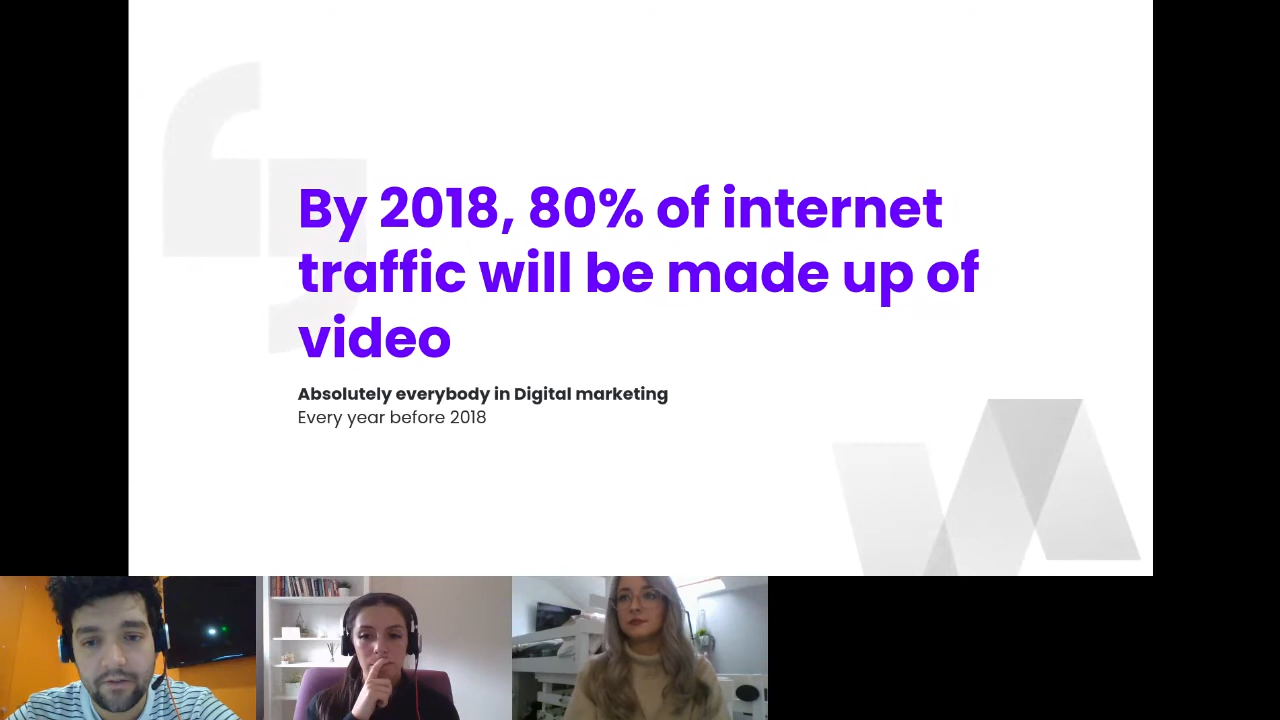 By 2018, 80% of internet
traffic will be made up of
video
Absolutely everybody in Digital marketing
Every year before 2018